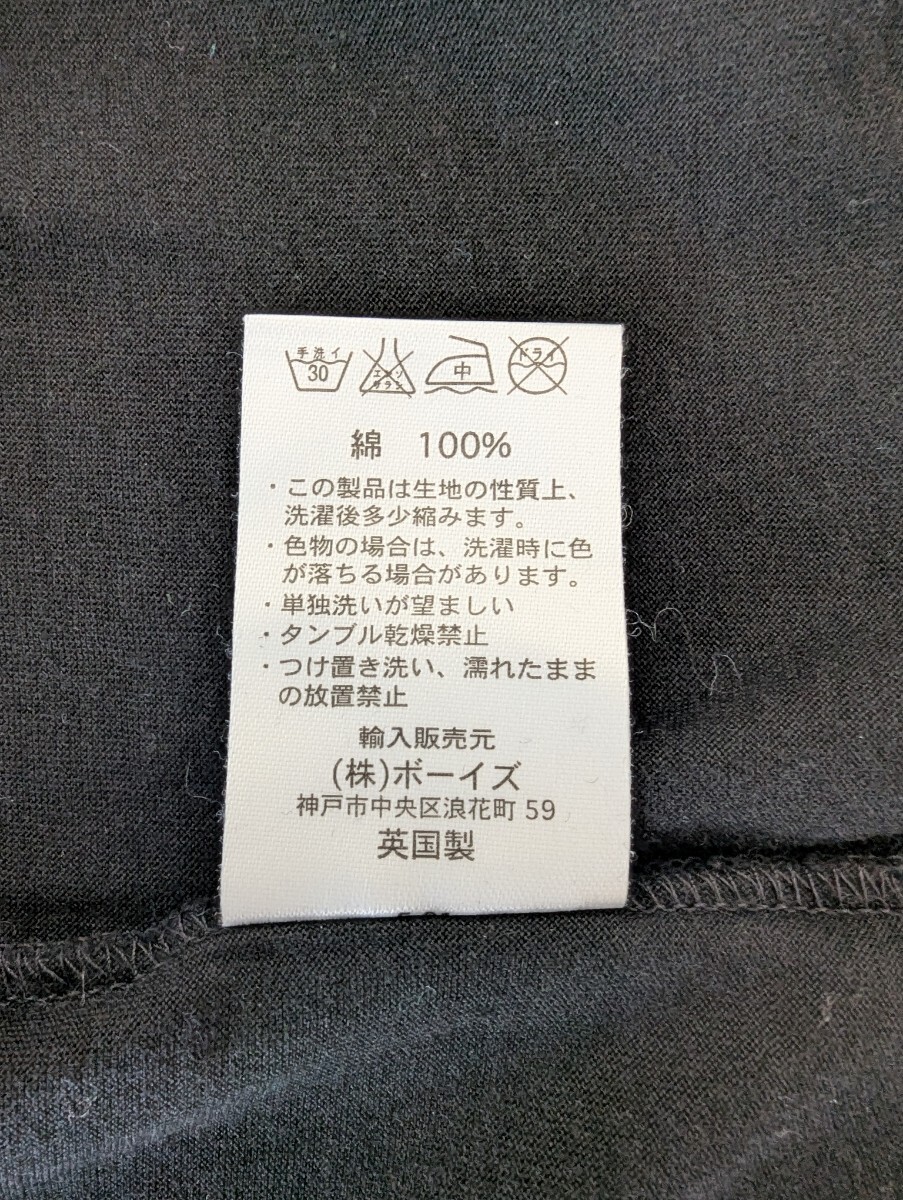 手洗イ
30
エンソ
サラシ
中
ドライ
綿 100%
・この製品は生地の性質上、
洗濯後多少縮みます。
・色物の場合は、洗濯時に色
が落ちる場合があります。
・単独洗いが望ましい
・タンブル乾燥禁止
・つけ置き洗い、濡れたまま
の放置禁止
輸入販売元
(株)ボーイズ
神戸市中央区浪花町 59
英国製